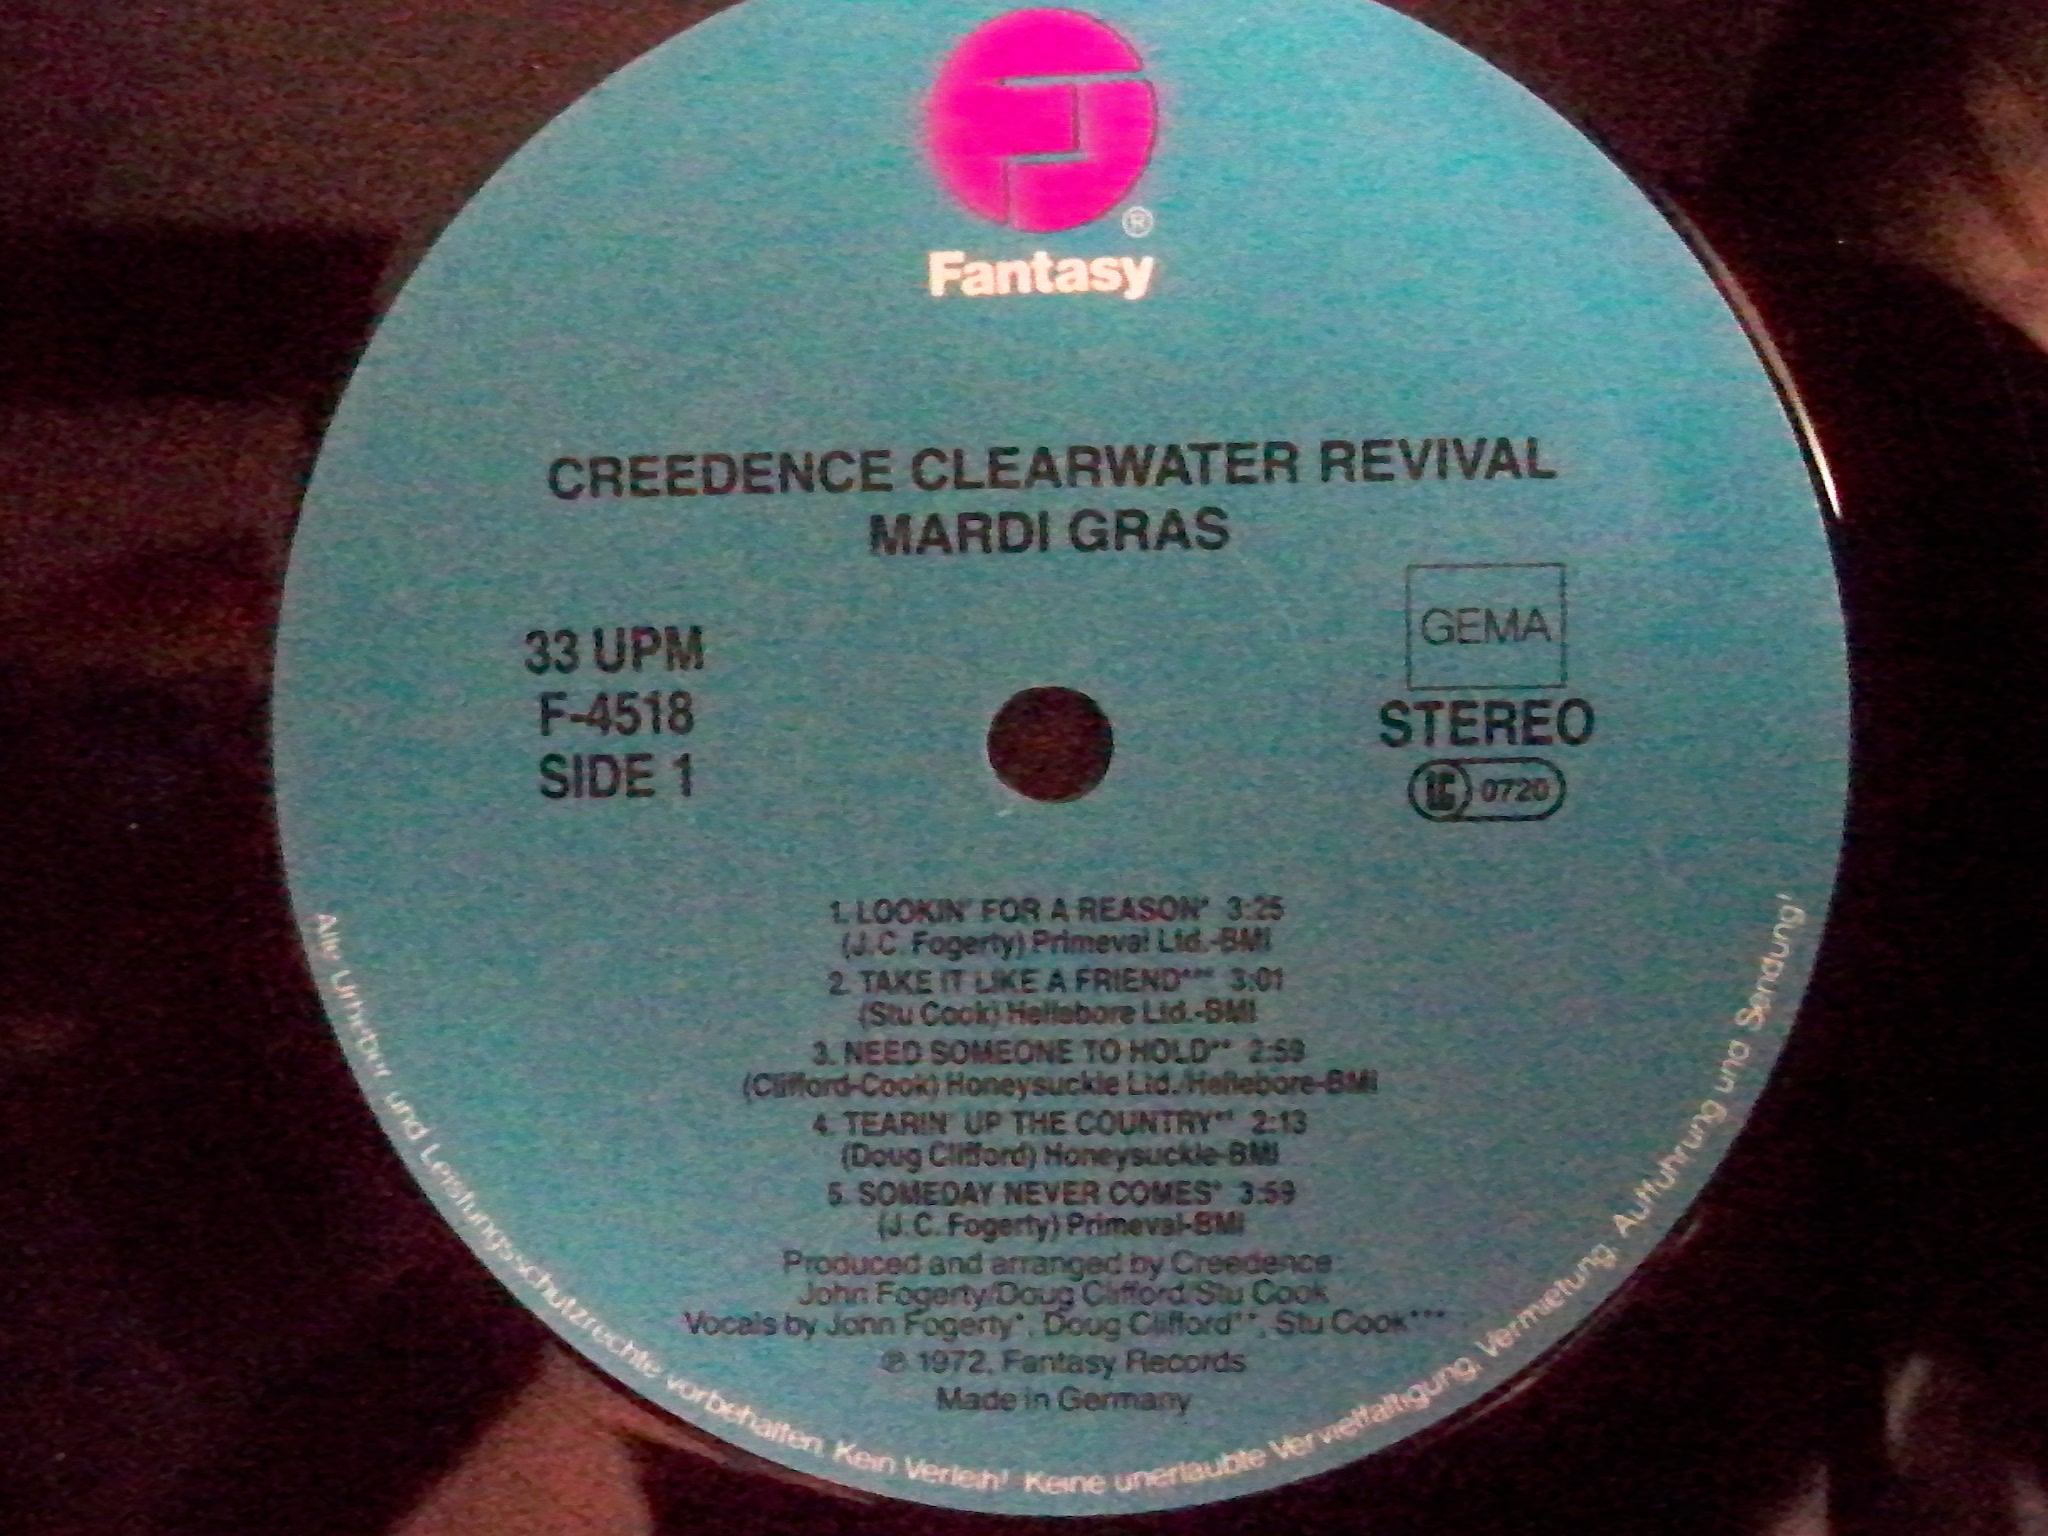 ®
Fantasy
CREEDENCE CLEARWATER REVIVAL
MARDI GRAS
33 UPM
F-4518
SIDE 1
GEMA
STEREO
LC 0720
1. LOOKIN' FOR A REASON* 3:25
(J.C. Fogerty) Primeval Ltd.-BMI
2. TAKE IT LIKE A FRIEND*** 3:01
(Stu Cook) Hellebore Ltd.-BMI
3. NEED SOMEONE TO HOLD** 2:59
(Clifford-Cook) Honeysuckle Ltd./Hellebore-BMI
4. TEARIN' UP THE COUNTRY** 2:13
(Doug Clifford) Honeysuckle-BMI
5. SOMEDAY NEVER COMES* 3:59
(J.C. Fogerty) Primeval-BMI
Produced and arranged by Creedence
John Fogerty/Doug Clifford/Stu Cook
Vocals by John Fogerty*, Doug Clifford**, Stu Cook***
℗ 1972, Fantasy Records
Made in Germany
Alle Urheber und Leistungsschutzrechte vorbehalten. Kein Verleih! Keine unerlaubte Vervielfältigung, Vermietung, Aufführung und Sendung!